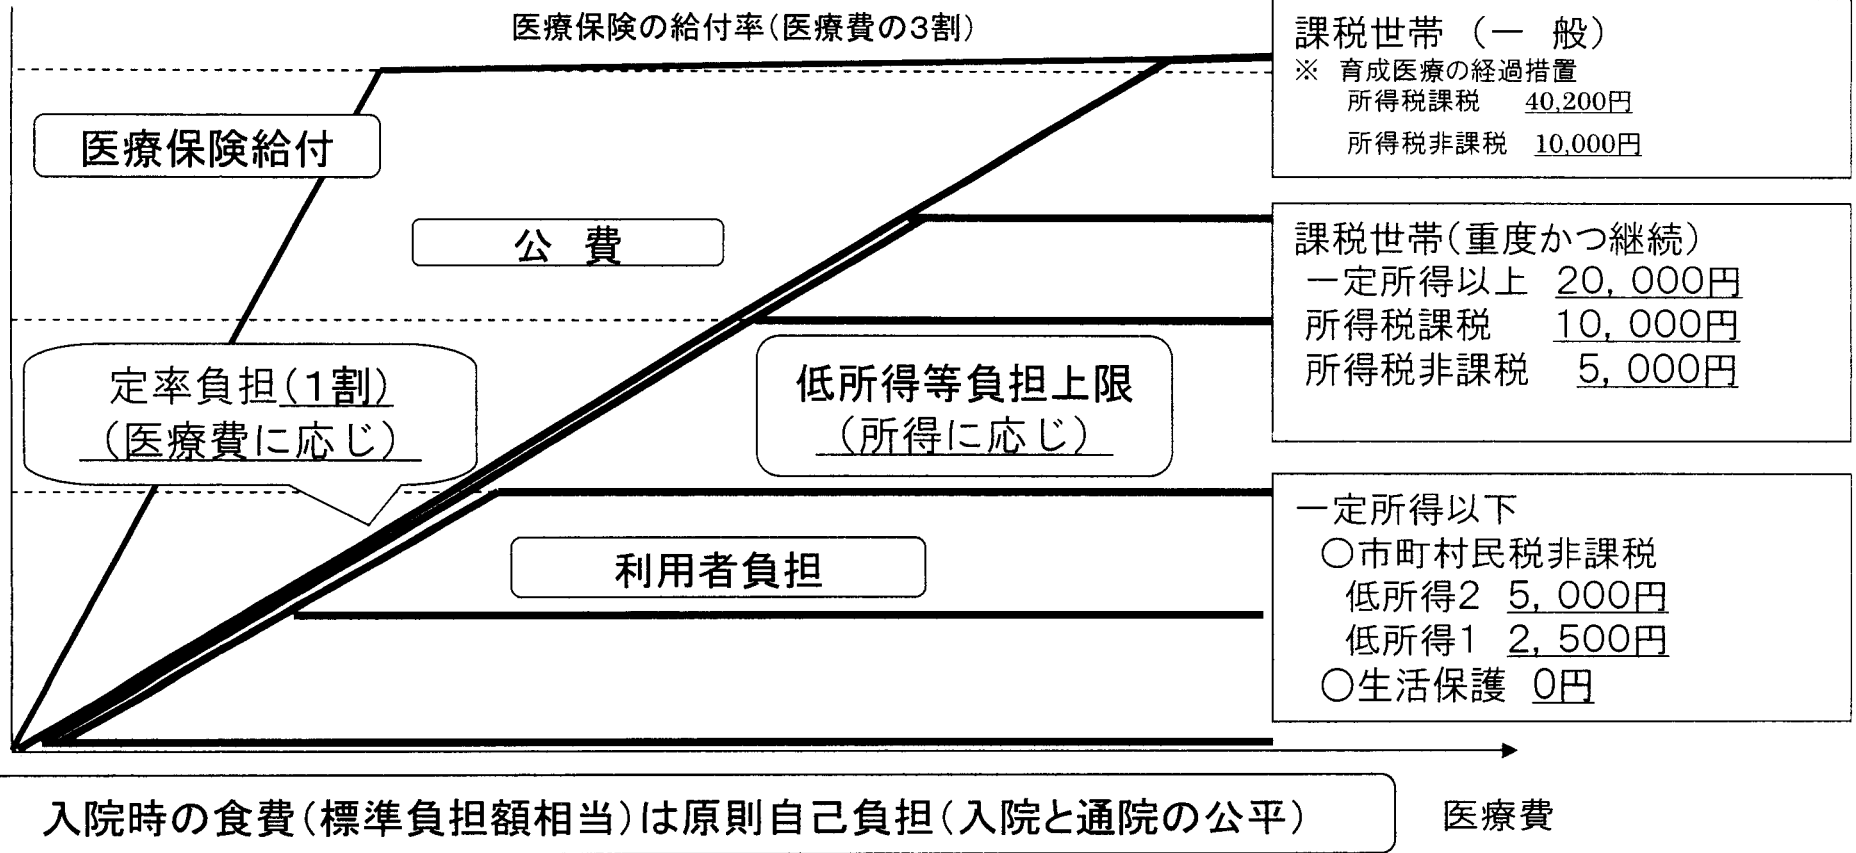 医療保険の給付率(医療費の3割)
課税世帯 (一 般)
※ 育成医療の経過措置
所得税課税 40,200円
所得税非課税 10,000円
医療保険給付
公 費
課税世帯(重度かつ継続)
一定所得以上 20, 000円
所得税課税 10, 000円
所得税非課税 5, 000円
定率負担(1割)
(医療費に応じ)
低所得等負担上限
(所得に応じ)
利用者負担
一定所得以下
○市町村民税非課税
低所得2 5, 000円
低所得1 2, 500円
○生活保護 0円
入院時の食費(標準負担額相当)は原則自己負担(入院と通院の公平)
医療費